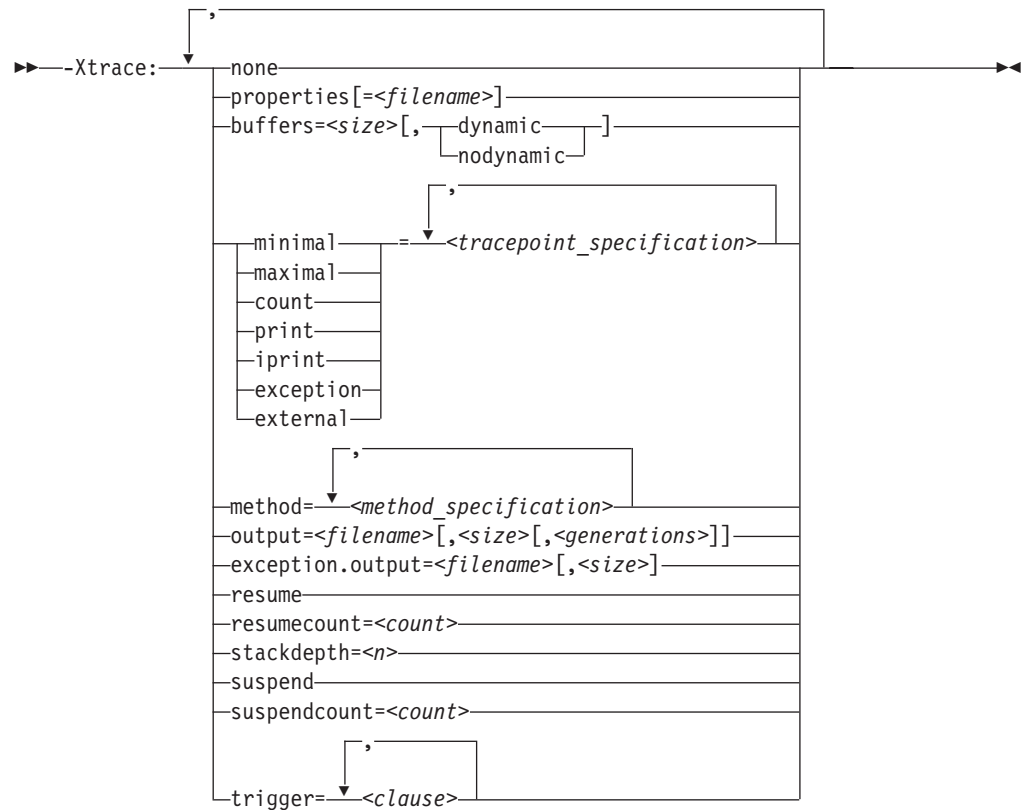 ,
-Xtrace: none
properties[=<filename>]
buffers=<size>[, dynamic ]
nodynamic
,
minimal = <tracepoint_specification>
maximal
count
print
iprint
exception
external
,
method= <method_specification>
output=<filename>[,<size>[,<generations>]]
exception.output=<filename>[,<size>]
resume
resumecount=<count>
stackdepth=<n>
suspend
suspendcount=<count>
,
trigger= <clause>